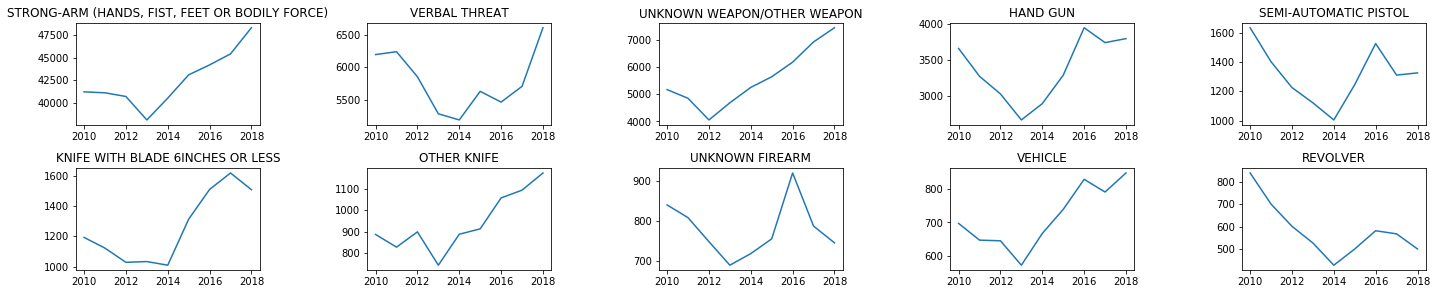 STRONG-ARM (HANDS, FIST, FEET OR BODILY FORCE)
47500
45000
42500
40000
2010 2012 2014 2016 2018
VERBAL THREAT
6500
6000
5500
2010 2012 2014 2016 2018
UNKNOWN WEAPON/OTHER WEAPON
7000
6000
5000
4000
2010 2012 2014 2016 2018
HAND GUN
4000
3500
3000
2010 2012 2014 2016 2018
SEMI-AUTOMATIC PISTOL
1600
1400
1200
1000
2010 2012 2014 2016 2018
KNIFE WITH BLADE 6INCHES OR LESS
1600
1400
1200
1000
2010 2012 2014 2016 2018
OTHER KNIFE
1100
1000
900
800
2010 2012 2014 2016 2018
UNKNOWN FIREARM
900
800
700
2010 2012 2014 2016 2018
VEHICLE
800
700
600
2010 2012 2014 2016 2018
REVOLVER
800
700
600
500
2010 2012 2014 2016 2018